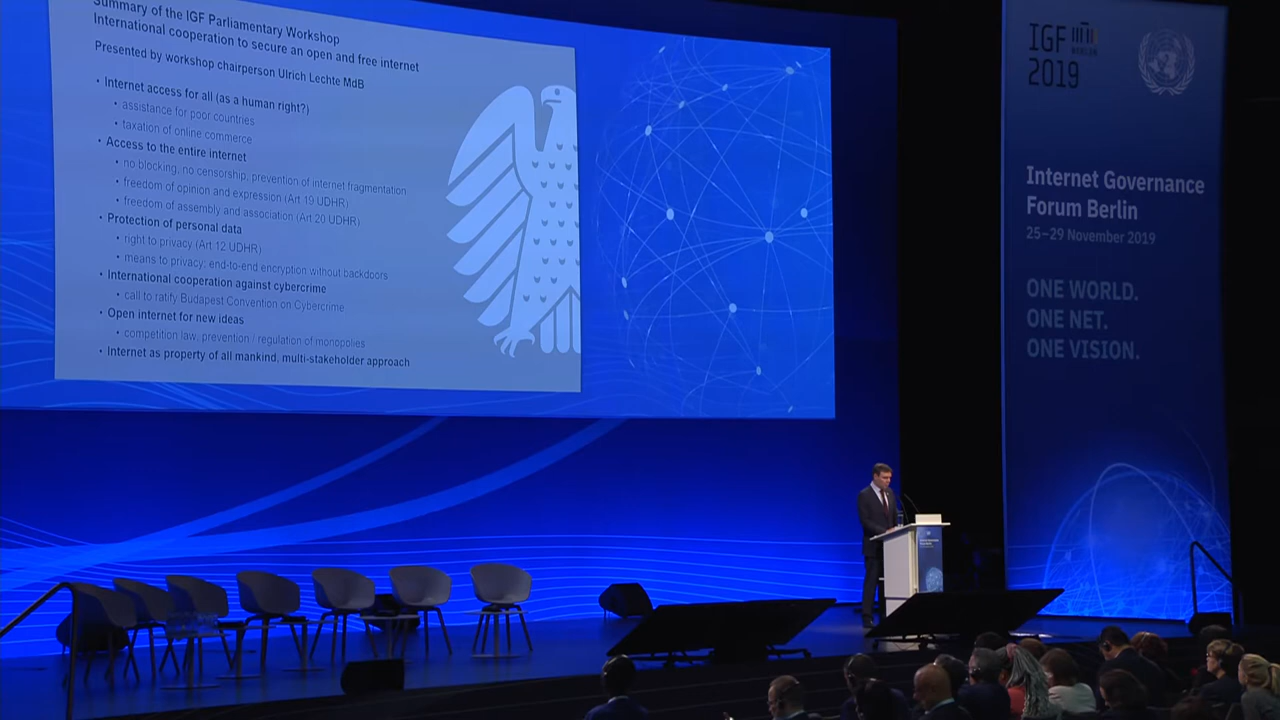 Summary of the IGF Parliamentary Workshop
International cooperation to secure an open and free internet
Presented by workshop chairperson Ulrich Lechte MdB
• Internet access for all (as a human right?)
• assistance for poor countries
• taxation of online commerce
• Access to the entire internet
• no blocking, no censorship, prevention of internet fragmentation
• freedom of opinion and expression (Art 19 UDHR)
• freedom of assembly and association (Art 20 UDHR)
• Protection of personal data
• right to privacy (Art 12 UDHR)
• means to privacy: end-to-end encryption without backdoors
• International cooperation against cybercrime
• call to ratify Budapest Convention on Cybercrime
• Open internet for new ideas
• competition law, prevention / regulation of monopolies
• Internet as property of all mankind, multi-stakeholder approach
IGF
BERLIN
2019
Internet Governance
Forum Berlin
25–29 November 2019
ONE WORLD.
ONE NET.
ONE VISION.